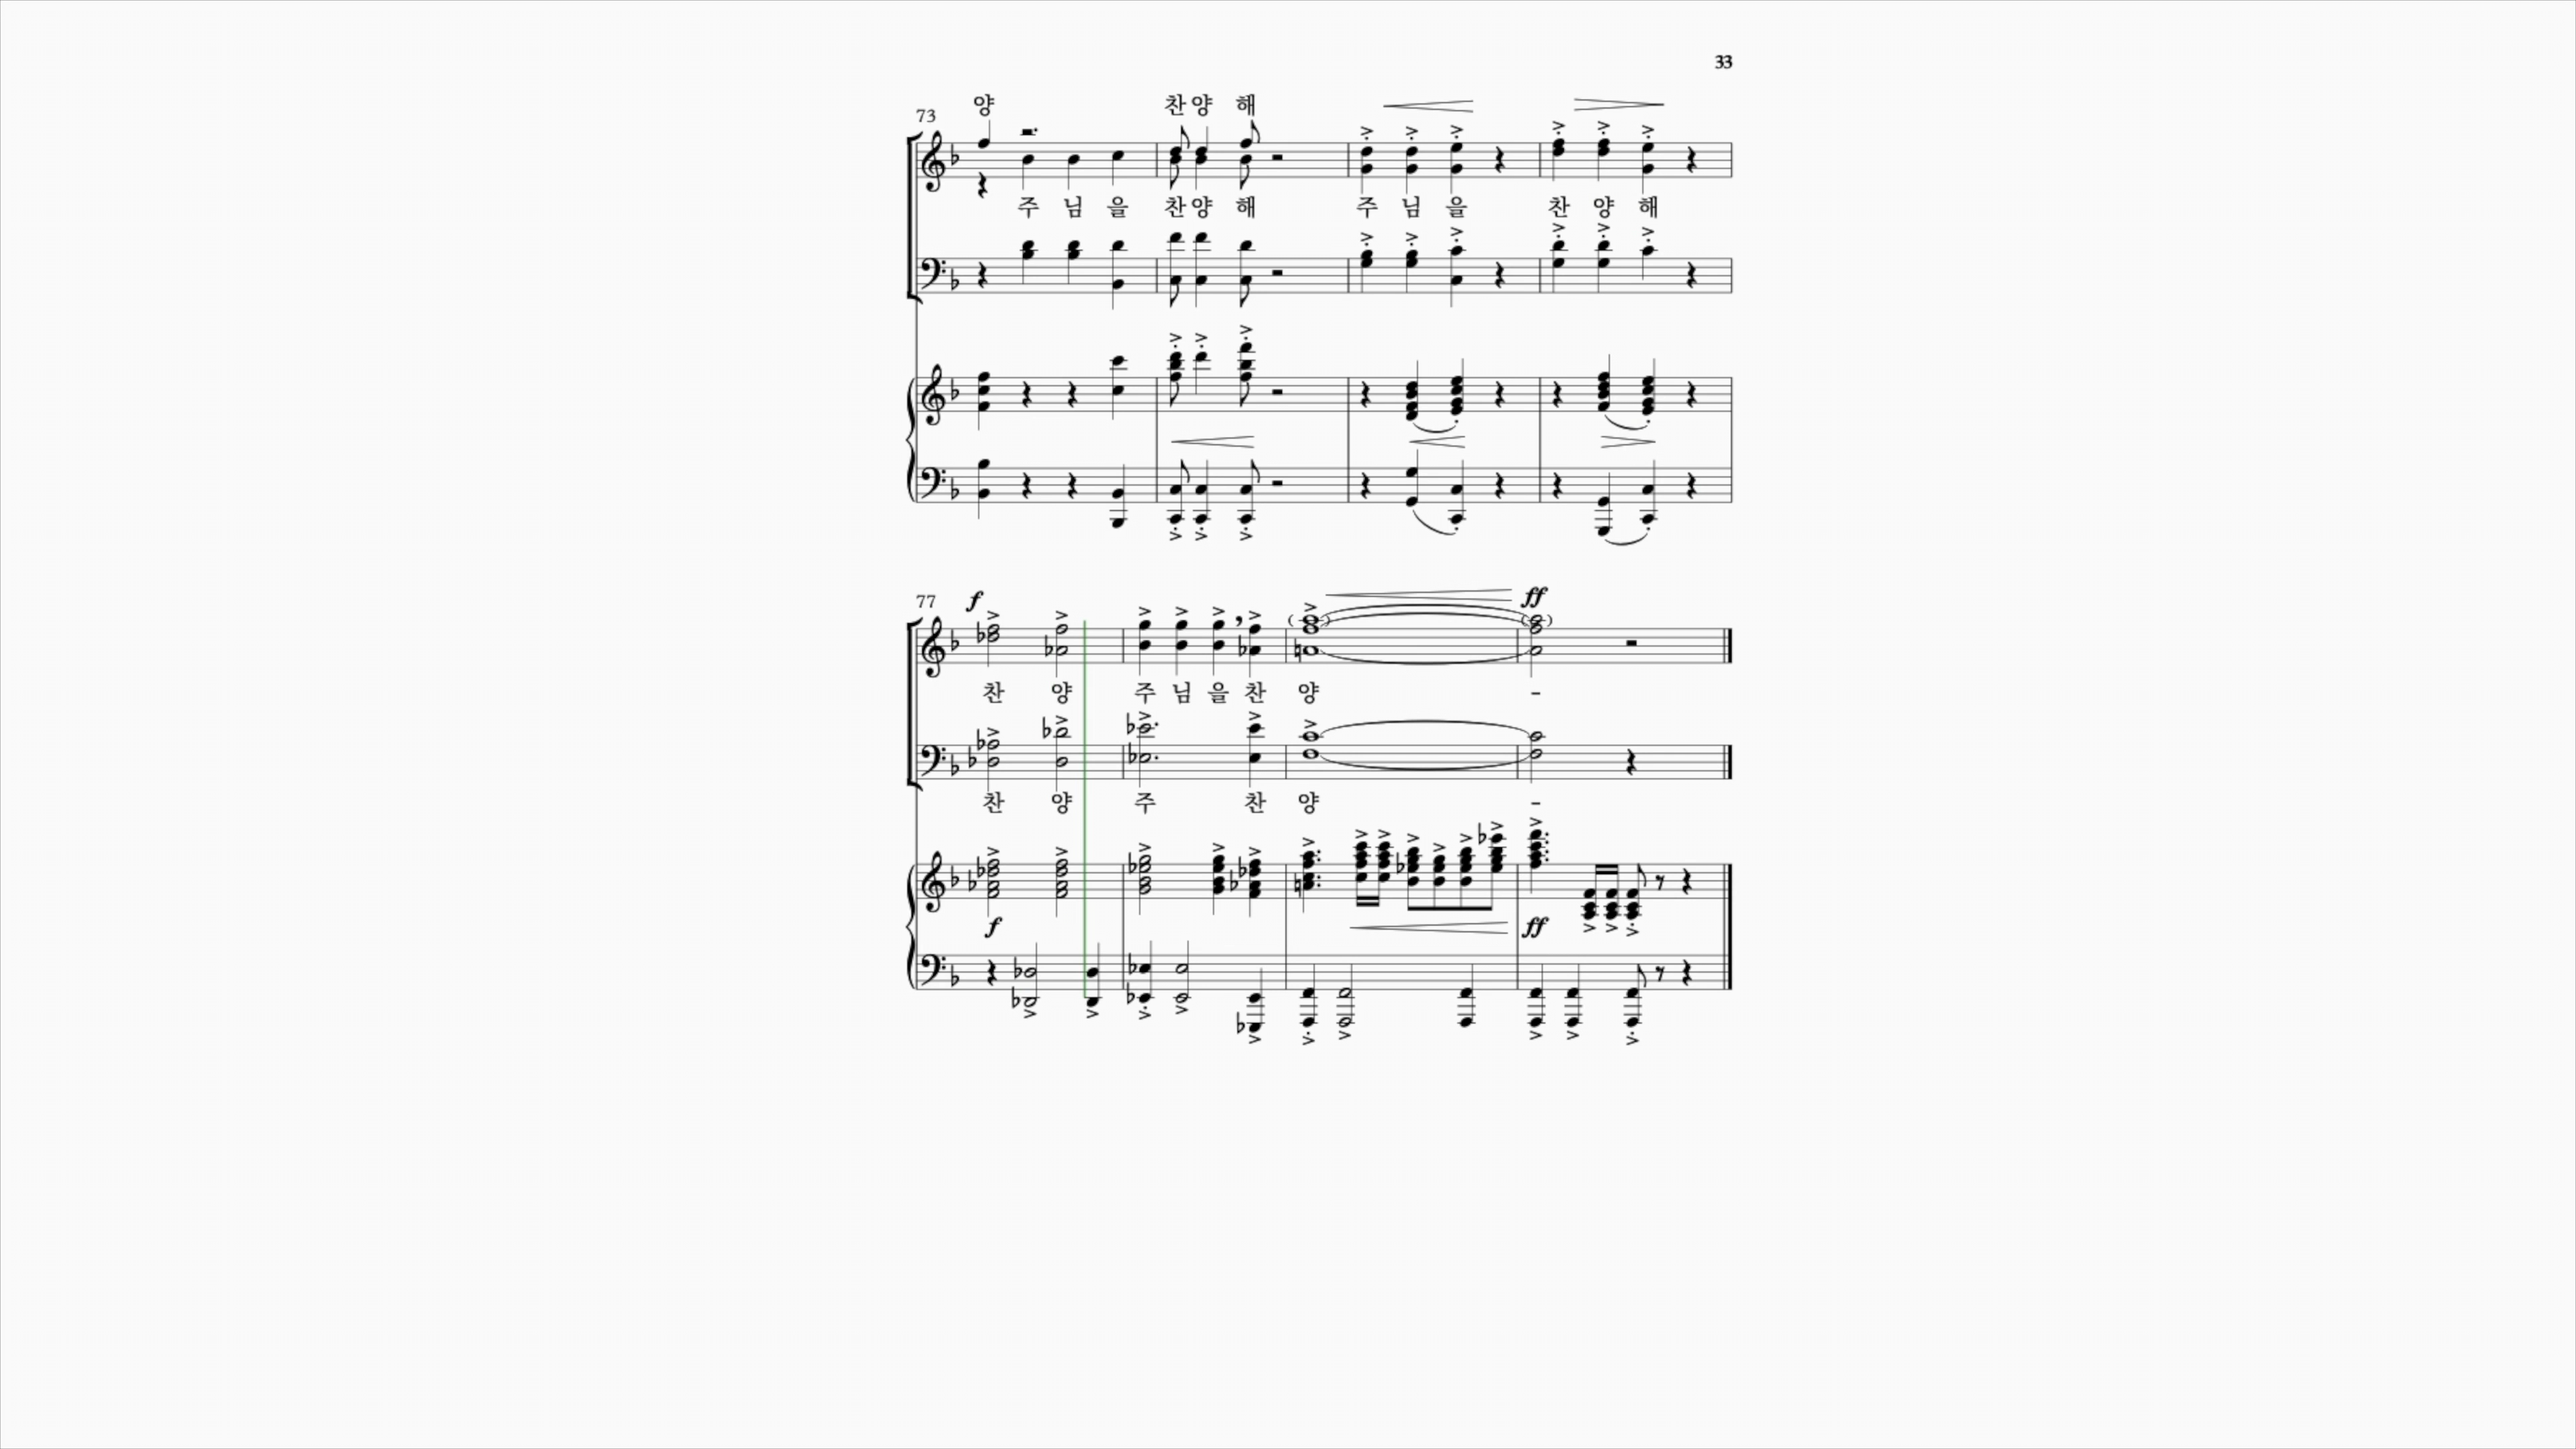 33
양 찬 양 해
73
주 님 을 찬 양 해 주 님 을 찬 양 해
77 f ff
찬 양 주 님 을 찬 양 -
찬 양 주 찬 양 -
f ff